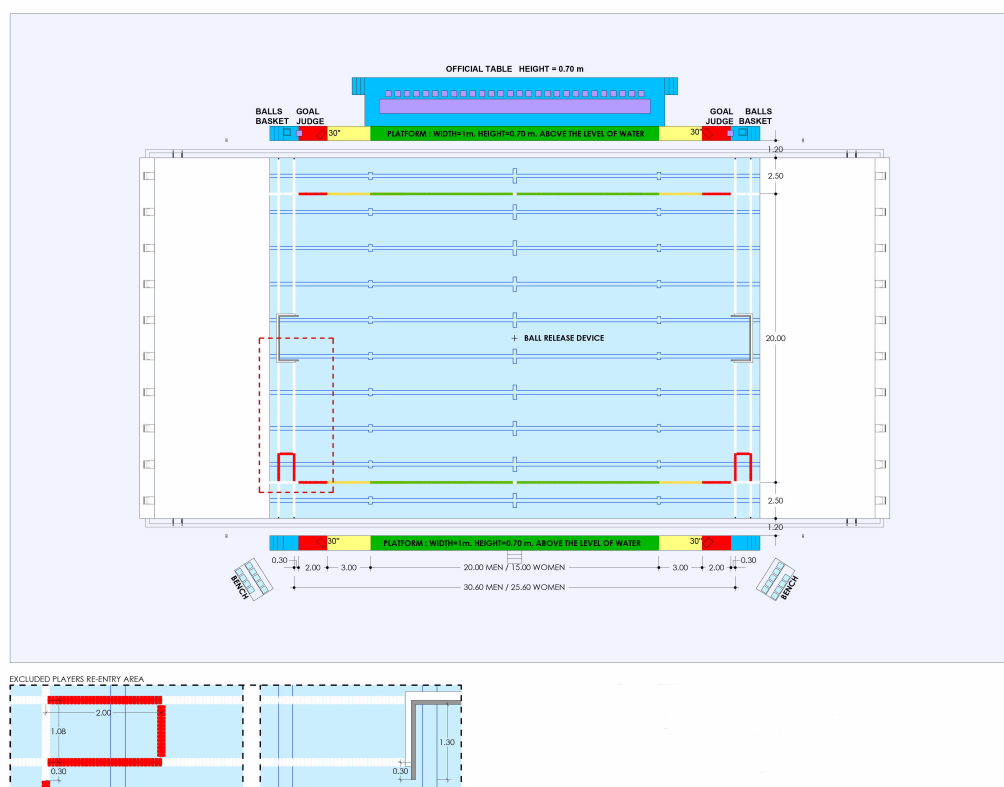 OFFICIAL TABLE   HEIGHT = 0.70 m
BALLS
BASKET
GOAL
JUDGE
GOAL
JUDGE
BALLS
BASKET
30"
PLATFORM : WIDTH=1m. HEIGHT=0.70 m. ABOVE THE LEVEL OF WATER
30"
1.20
2.50
BALL RELEASE DEVICE
20.00
2.50
1.20
30"
PLATFORM : WIDTH=1m. HEIGHT=0.70 m. ABOVE THE LEVEL OF WATER
30"
0.30
2.00
3.00
20.00 MEN / 15.00 WOMEN
3.00
2.00
0.30
BENCH
BENCH
30.60 MEN / 25.60 WOMEN
EXCLUDED PLAYERS RE-ENTRY AREA
2.00
1.08
0.30
1.30
0.30